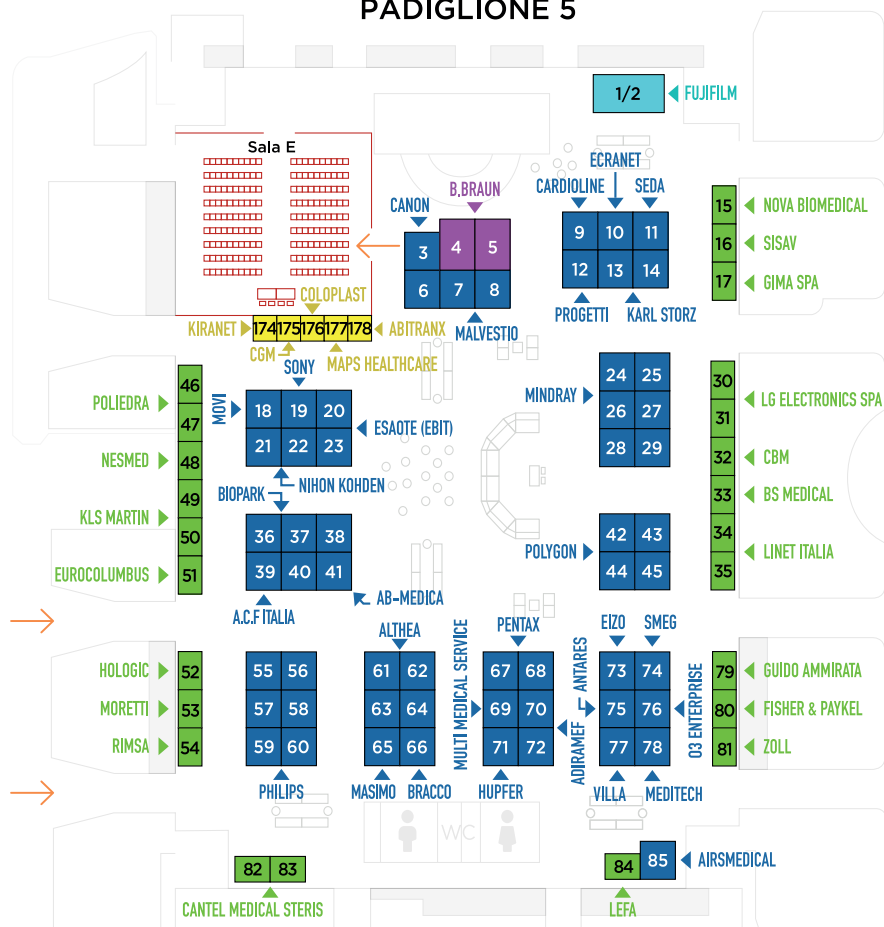 PADIGLIONE 5
1/2
FUJIFILM
Sala E
ECRANET
B.BRAUN
CARDIOLINE
SEDA
CANON
15
NOVA BIOMEDICAL
3
4
5
9
10
11
16
SISAV
6
7
8
12
13
14
17
GIMA SPA
COLOPLAST
PROGETTI
KARL STORZ
KIRANET
174
175
176
177
178
ABITRANX
MALVESTIO
CGM
MAPS HEALTHCARE
SONY
46
24
25
30
POLIEDRA
MOVI
18
19
20
MINDRAY
26
27
LG ELECTRONICS SPA
47
31
ESAOTE (EBIT)
21
22
23
28
29
NESMED
48
32
CBM
NIHON KOHDEN
BIOPARK
49
33
BS MEDICAL
KLS MARTIN
50
36
37
38
42
43
34
POLYGON
LINET ITALIA
EUROCOLUMBUS
51
39
40
41
44
45
35
AB-MEDICA
A.C.F ITALIA
ALTHEA
PENTAX
EIZO
SMEG
HOLOGIC
52
55
56
61
62
67
68
73
74
79
GUIDO AMMIRATA
MULTI MEDICAL SERVICE
ANTARES
MORETTI
53
57
58
63
64
69
70
75
76
80
FISHER & PAYKEL
ADIRAMEF
O3 ENTERPRISE
RIMSA
54
59
60
65
66
71
72
77
78
81
ZOLL
PHILIPS
MASIMO
BRACCO
HUPFER
VILLA
MEDITECH
WC
82
83
84
85
AIRSMEDICAL
CANTEL MEDICAL STERIS
LEFA